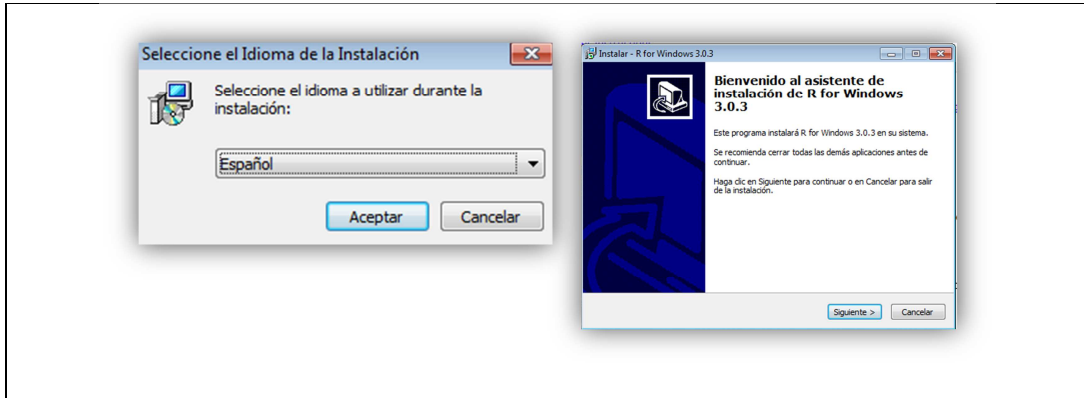 Seleccione el Idioma de la Instalación
Seleccione el idioma a utilizar durante la
instalación:
Español
Aceptar
Cancelar
Instalar - R for Windows 3.0.3
Bienvenido al asistente de
instalación de R for Windows
3.0.3
Este programa instalará R for Windows 3.0.3 en su sistema.
Se recomienda cerrar todas las demás aplicaciones antes de
continuar.
Haga clic en Siguiente para continuar o en Cancelar para salir
de la instalación.
Siguiente >
Cancelar